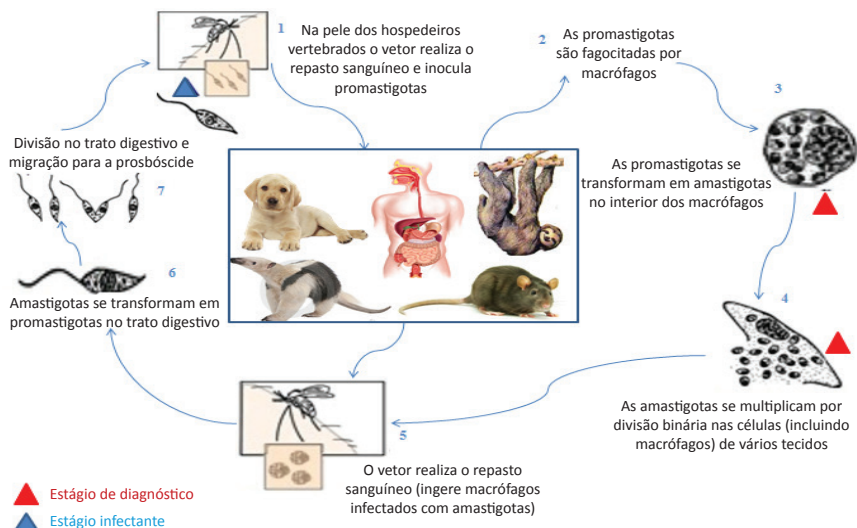 1
Na pele dos hospedeiros
vertebrados o vetor realiza o
repasto sanguíneo e inocula
promastigotas
2
As promastigotas
são fagocitadas por
macrófagos
3
As promastigotas se
transformam em amastigotas
no interior dos macrófagos
4
As amastigotas se multiplicam por
divisão binária nas células (incluindo
macrófagos) de vários tecidos
5
O vetor realiza o repasto
sanguíneo (ingere macrófagos
infectados com amastigotas)
6
Amastigotas se transformam em
promastigotas no trato digestivo
Divisão no trato digestivo e
migração para a prosbóscide
7
Estágio de diagnóstico
Estágio infectante